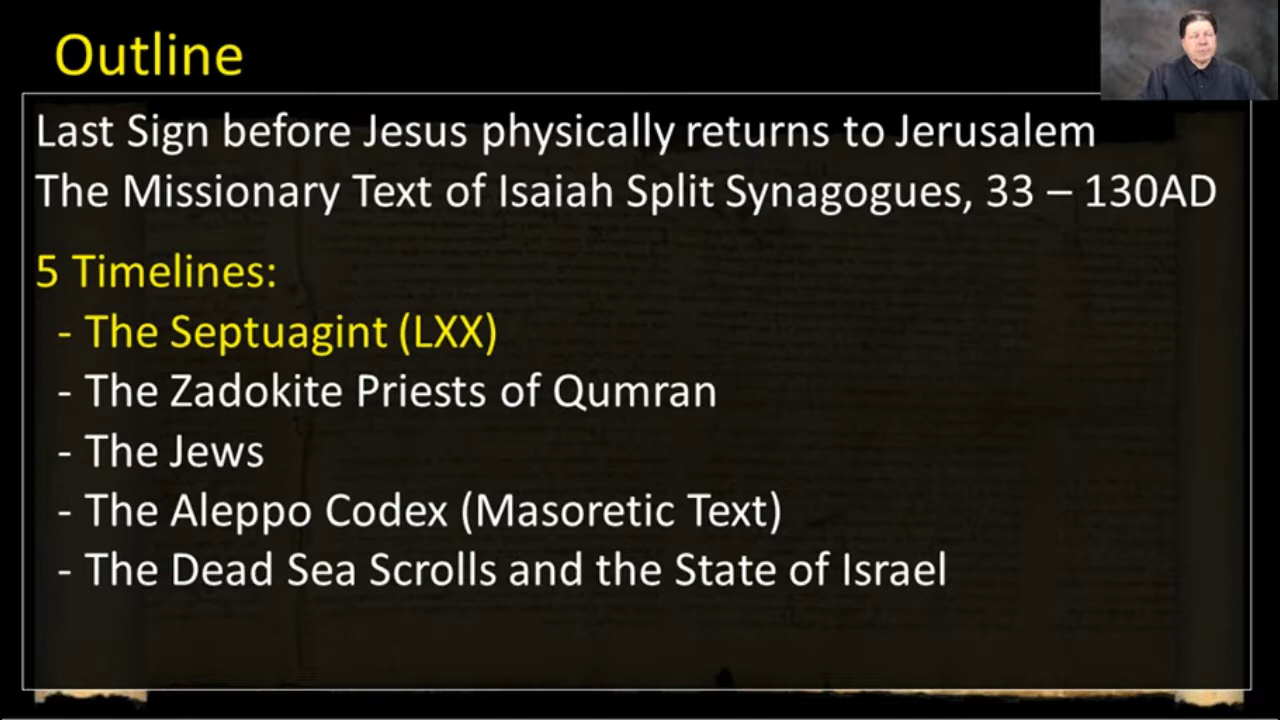 Outline
Last Sign before Jesus physically returns to Jerusalem
The Missionary Text of Isaiah Split Synagogues, 33 – 130AD
5 Timelines:
- The Septuagint (LXX)
- The Zadokite Priests of Qumran
- The Jews
- The Aleppo Codex (Masoretic Text)
- The Dead Sea Scrolls and the State of Israel